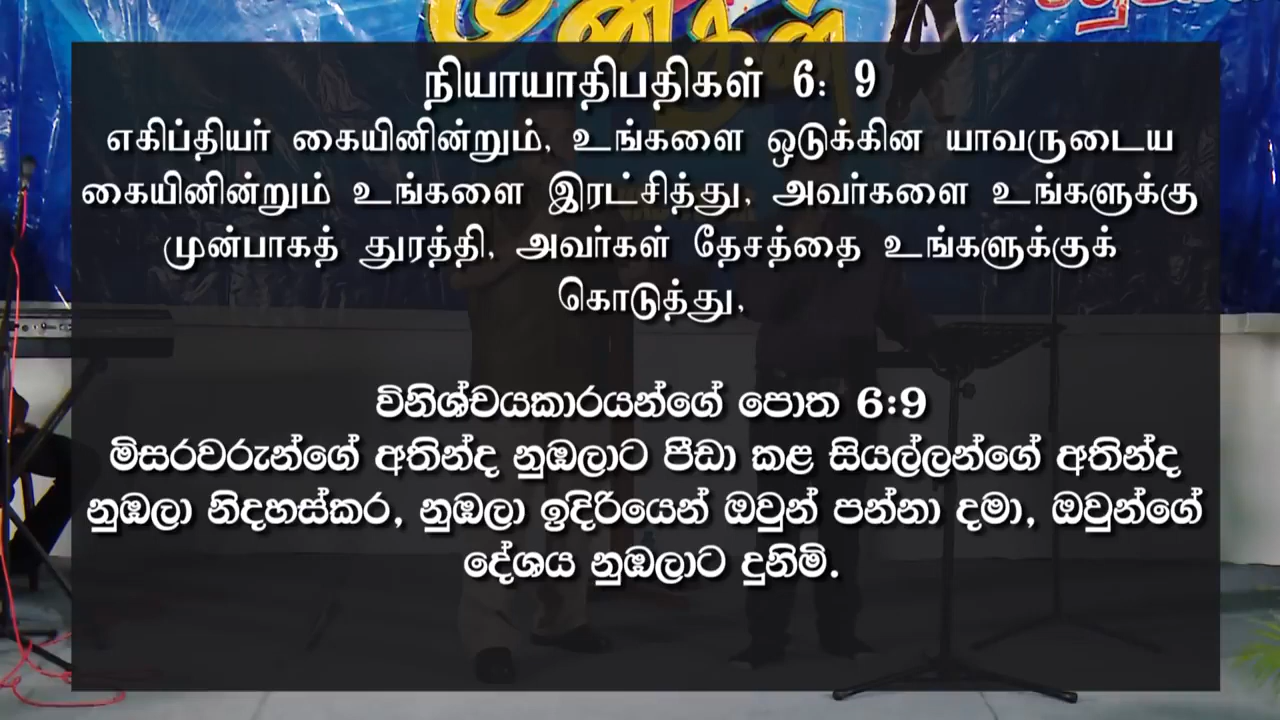 நியாயாதிபதிகள் 6: 9
எகிப்தியர் கையினின்றும், உங்களை ஒடுக்கின யாவருடைய
கையினின்றும் உங்களை இரட்சித்து, அவர்களை உங்களுக்கு
முன்பாகத் துரத்தி, அவர்கள் தேசத்தை உங்களுக்குக்
கொடுத்து,
විනිශ්චයකාරයන්ගේ පොත 6:9
මිසරවරුන්ගේ අතින්ද නුඹලාට පීඩා කළ සියල්ලන්ගේ අතින්ද
නුඹලා නිදහස්කර, නුඹලා ඉදිරියෙන් ඔවුන් පන්නා දමා, ඔවුන්ගේ
දේශය නුඹලාට දුනිමි.